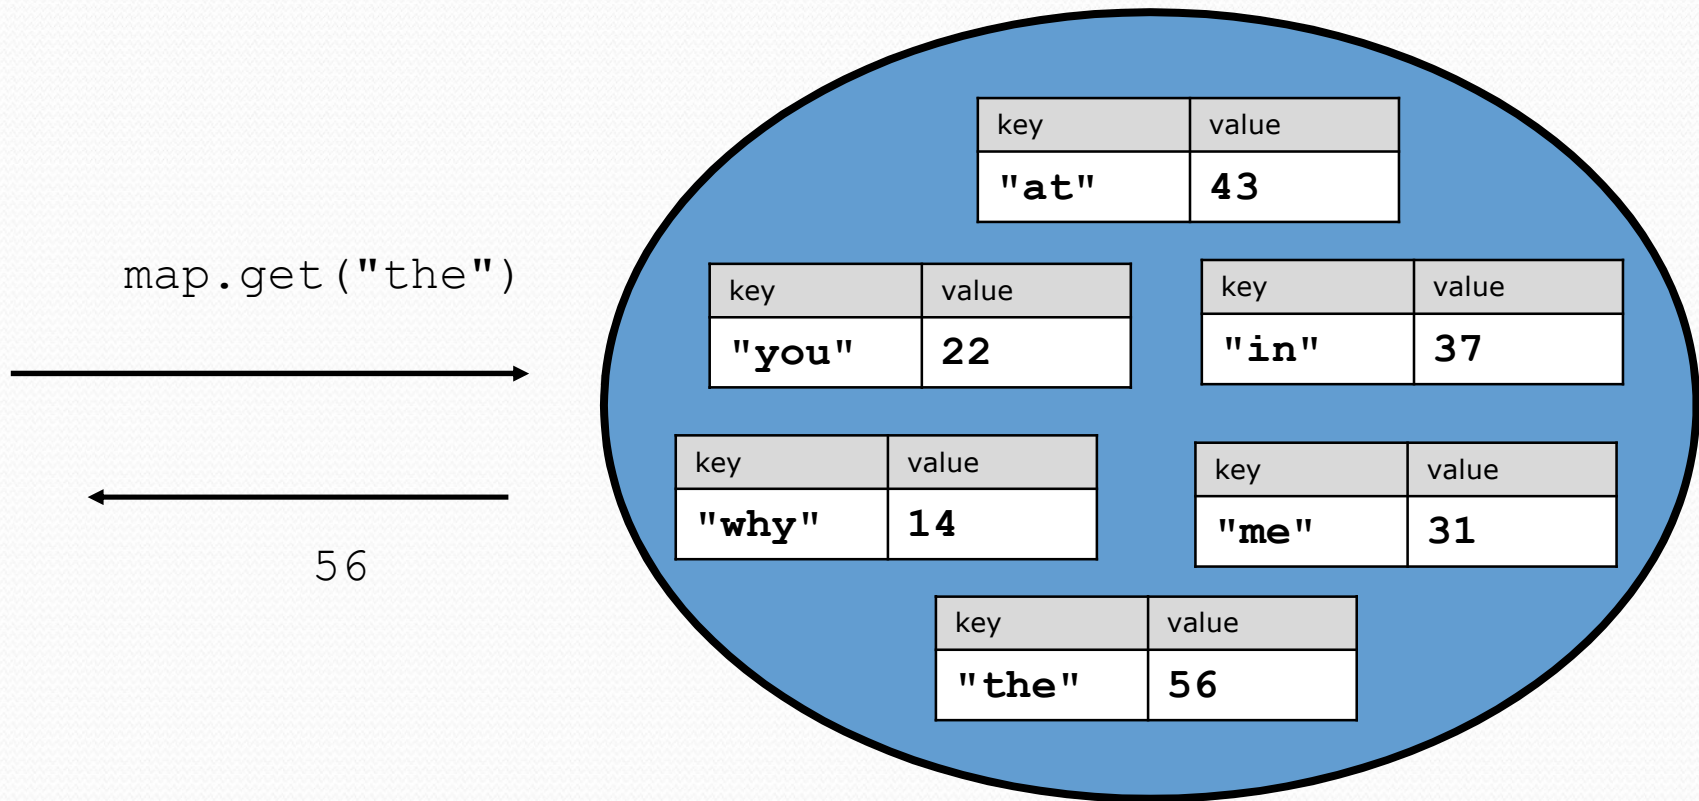 map.get("the")
56
key value
"at" 43
key value
"you" 22
key value
"in" 37
key value
"why" 14
key value
"me" 31
key value
"the" 56